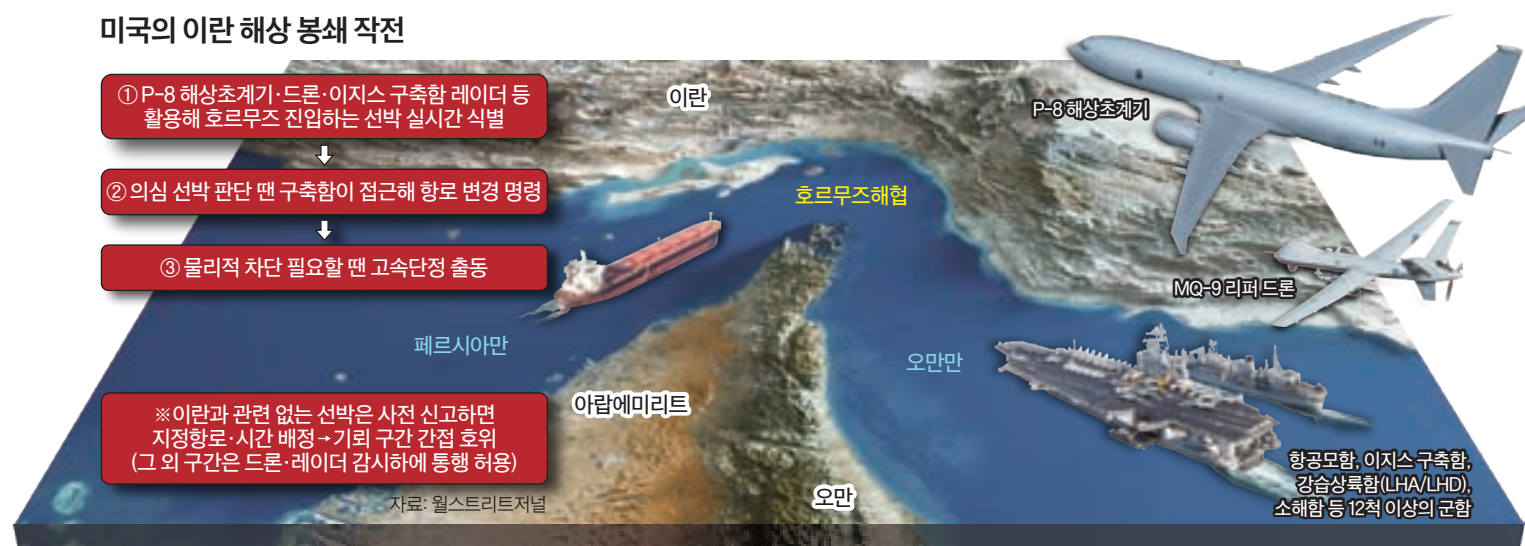 미국의 이란 해상 봉쇄 작전
① P-8 해상초계기·드론·이지스 구축함 레이더 등
활용해 호르무즈 진입하는 선박 실시간 식별
② 의심 선박 판단 땐 구축함이 접근해 항로 변경 명령
③ 물리적 차단 필요할 땐 고속단정 출동
이란
P-8 해상초계기
호르무즈해협
MQ-9 리퍼 드론
페르시아만
오만만
아랍에미리트
※이란과 관련 없는 선박은 사전 신고하면
지정항로·시간 배정→기뢰 구간 간접 호위
(그 외 구간은 드론·레이더 감시하에 통행 허용)
자료: 월스트리트저널
오만
항공모함, 이지스 구축함,
강습상륙함(LHA/LHD),
소해함 등 12척 이상의 군함